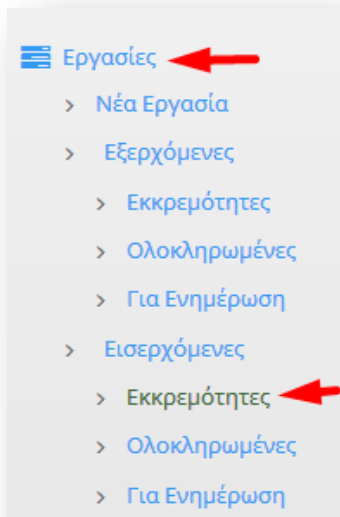 Εργασίες
Νέα Εργασία
Εξερχόμενες
Εκκρεμότητες
Ολοκληρωμένες
Για Ενημέρωση
Εισερχόμενες
Εκκρεμότητες
Ολοκληρωμένες
Για Ενημέρωση